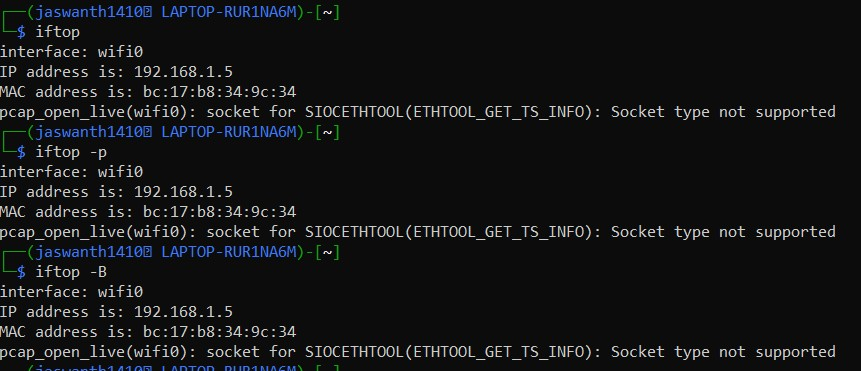 ┌──(jaswanth1410⍰ LAPTOP-RUR1NA6M)-[~]
└─$ iftop
interface: wifi0
IP address is: 192.168.1.5
MAC address is: bc:17:b8:34:9c:34
pcap_open_live(wifi0): socket for SIOCETHTOOL(ETHTOOL_GET_TS_INFO): Socket type not supported
┌──(jaswanth1410⍰ LAPTOP-RUR1NA6M)-[~]
└─$ iftop -p
interface: wifi0
IP address is: 192.168.1.5
MAC address is: bc:17:b8:34:9c:34
pcap_open_live(wifi0): socket for SIOCETHTOOL(ETHTOOL_GET_TS_INFO): Socket type not supported
┌──(jaswanth1410⍰ LAPTOP-RUR1NA6M)-[~]
└─$ iftop -B
interface: wifi0
IP address is: 192.168.1.5
MAC address is: bc:17:b8:34:9c:34
pcap_open_live(wifi0): socket for SIOCETHTOOL(ETHTOOL_GET_TS_INFO): Socket type not supported